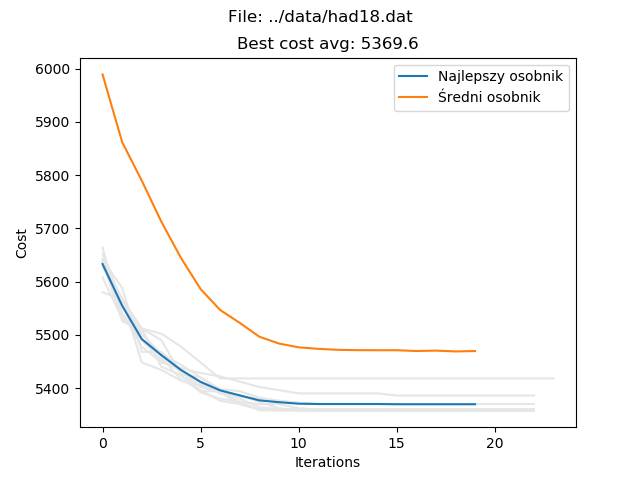 File: ../data/had18.dat
Best cost avg: 5369.6
Najlepszy osobnik
Średni osobnik
6000
5900
5800
5700
5600
5500
5400
Cost
0
5
10
15
20
Iterations